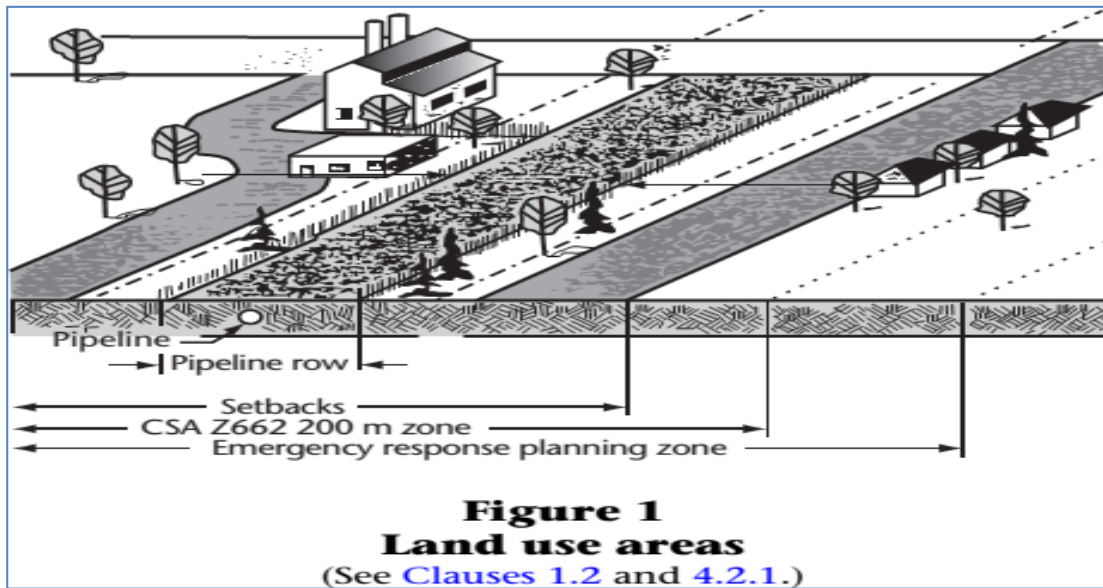 Pipeline
Pipeline row
Setbacks
CSA Z662 200 m zone
Emergency response planning zone
Figure 1
Land use areas
(See Clauses 1.2 and 4.2.1.)